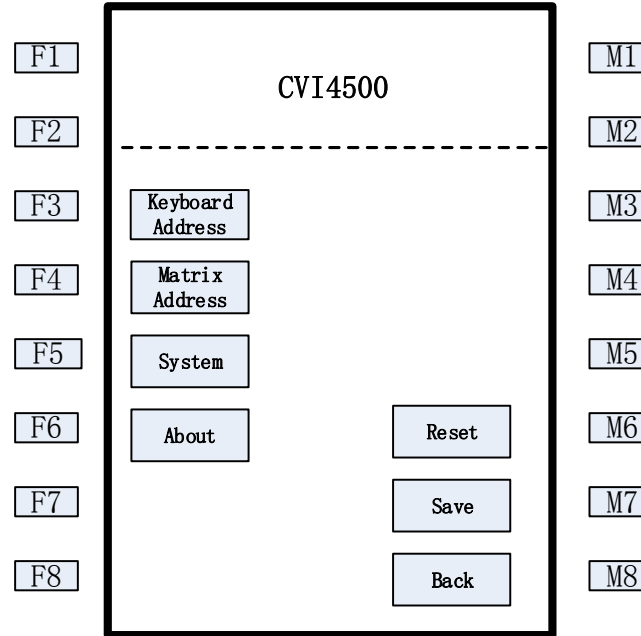 F1
CVI4500
M1
F2
M2
F3
Keyboard
Address
M3
F4
Matrix
Address
M4
F5
System
M5
F6
About
Reset
M6
F7
Save
M7
F8
Back
M8